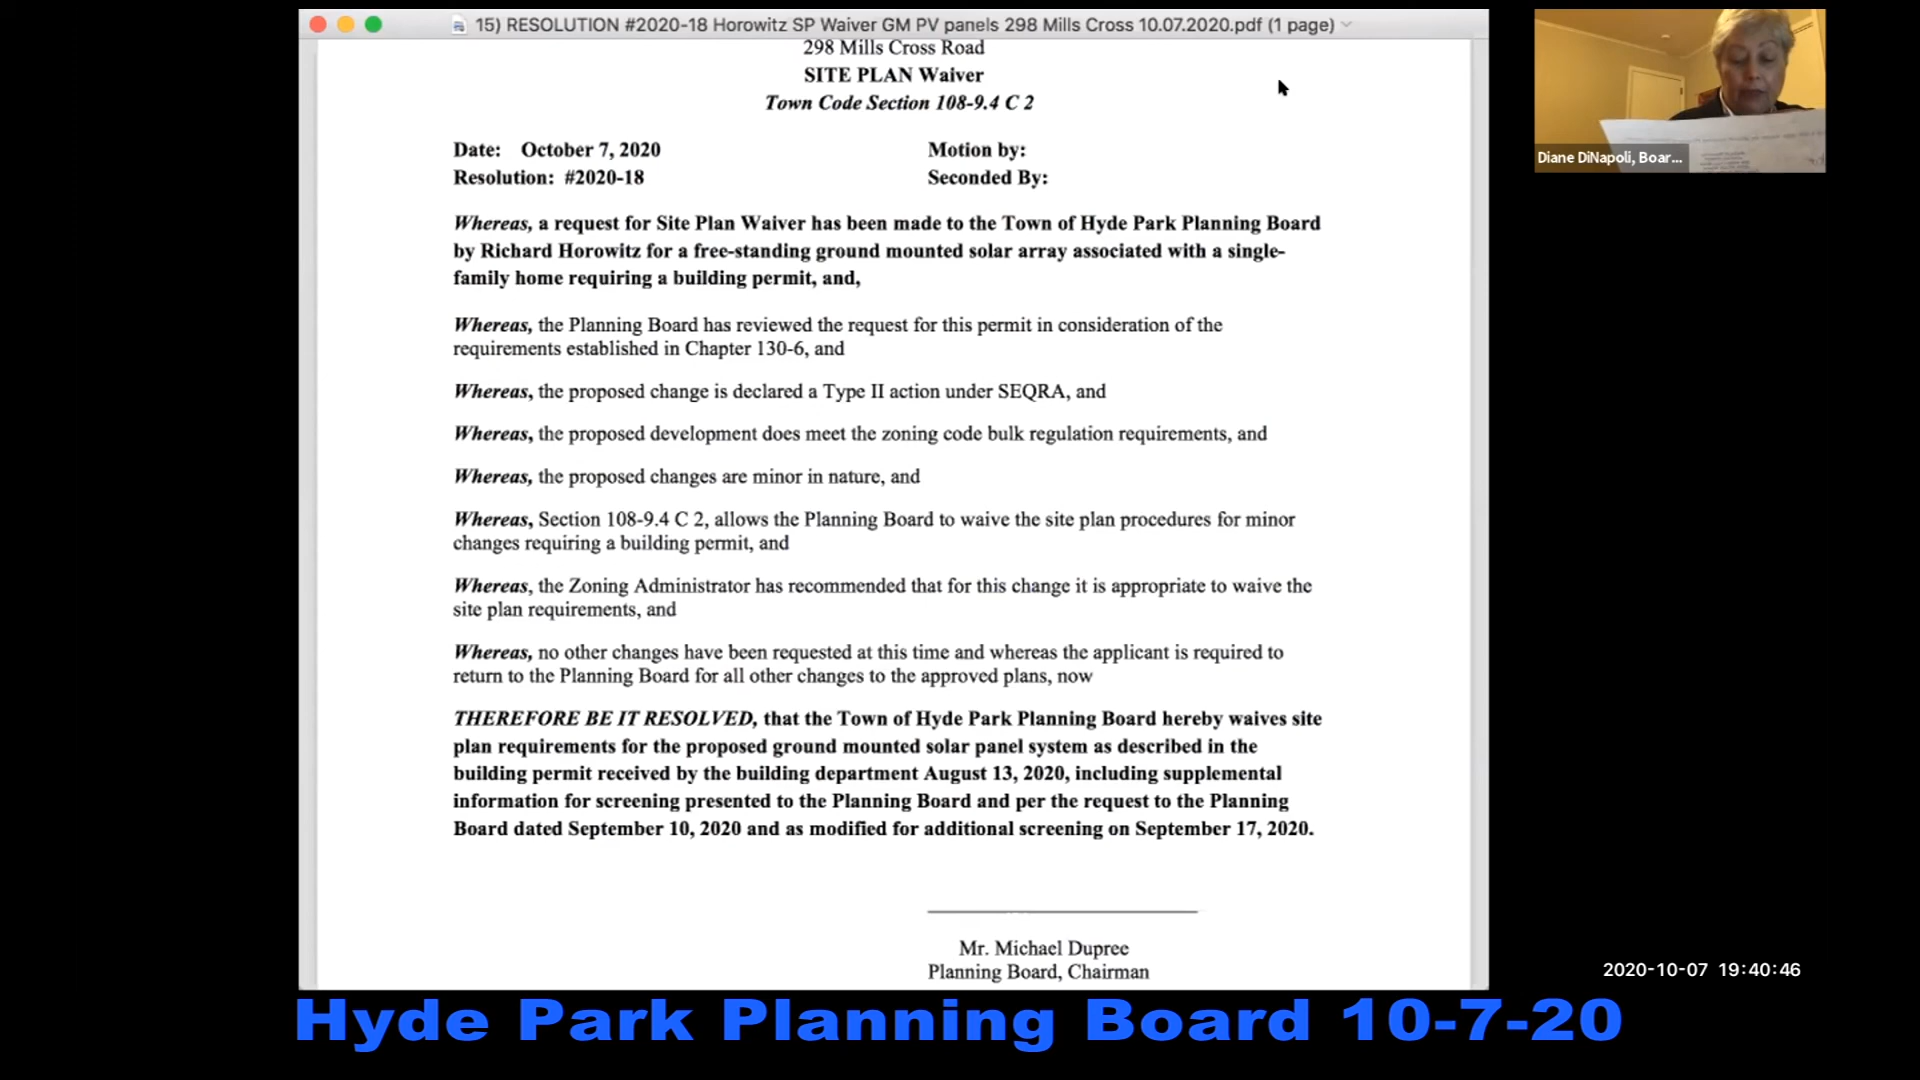 15) RESOLUTION #2020-18 Horowitz SP Waiver GM PV panels 298 Mills Cross 10.07.2020.pdf (1 page)
298 Mills Cross Road
SITE PLAN Waiver
Town Code Section 108-9.4 C 2
Date: October 7, 2020 Motion by:
Resolution: #2020-18 Seconded By:
Whereas, a request for Site Plan Waiver has been made to the Town of Hyde Park Planning Board
by Richard Horowitz for a free-standing ground mounted solar array associated with a single-
family home requiring a building permit, and,
Whereas, the Planning Board has reviewed the request for this permit in consideration of the
requirements established in Chapter 130-6, and
Whereas, the proposed change is declared a Type II action under SEQRA, and
Whereas, the proposed development does meet the zoning code bulk regulation requirements, and
Whereas, the proposed changes are minor in nature, and
Whereas, Section 108-9.4 C 2, allows the Planning Board to waive the site plan procedures for minor
changes requiring a building permit, and
Whereas, the Zoning Administrator has recommended that for this change it is appropriate to waive the
site plan requirements, and
Whereas, no other changes have been requested at this time and whereas the applicant is required to
return to the Planning Board for all other changes to the approved plans, now
THEREFORE BE IT RESOLVED, that the Town of Hyde Park Planning Board hereby waives site
plan requirements for the proposed ground mounted solar panel system as described in the
building permit received by the building department August 13, 2020, including supplemental
information for screening presented to the Planning Board and per the request to the Planning
Board dated September 10, 2020 and as modified for additional screening on September 17, 2020.
Mr. Michael Dupree
Planning Board, Chairman
Diane DiNapoli, Boar...
2020-10-07 19:40:46
Hyde Park Planning Board 10-7-20